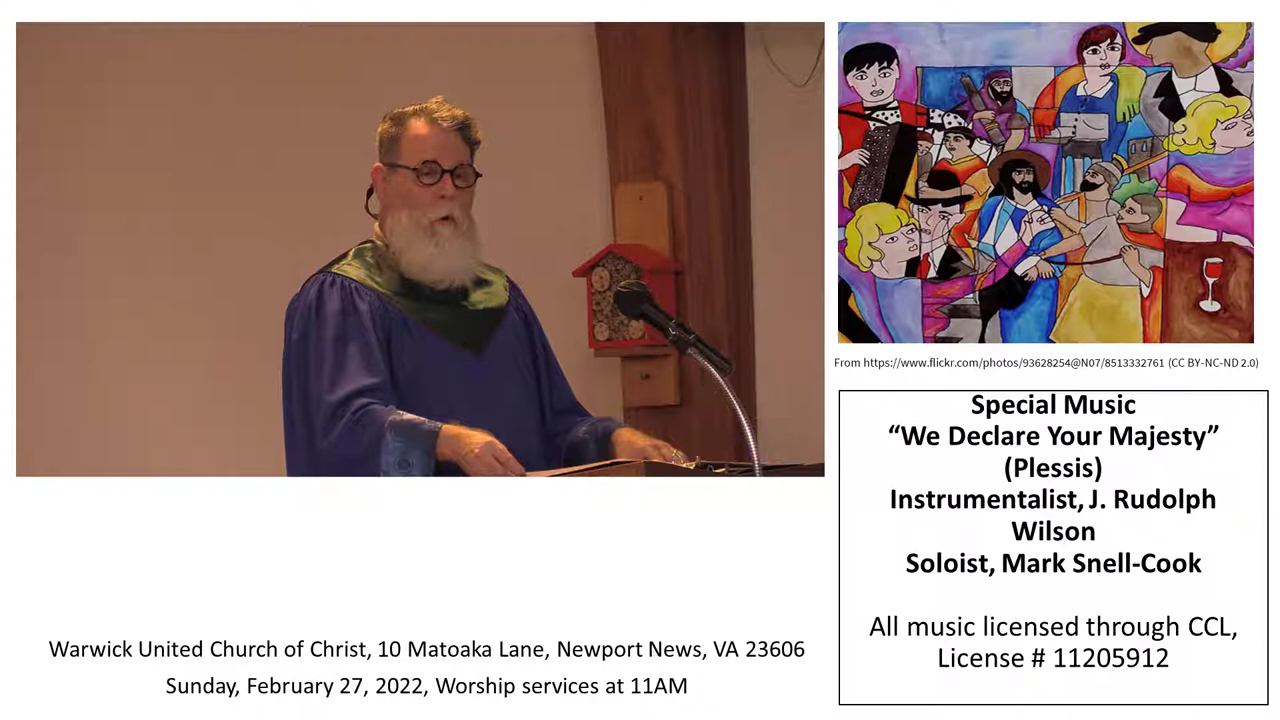 From https://www.flickr.com/photos/93628254@N07/8513332761 (CC BY-NC-ND 2.0)
Special Music
“We Declare Your Majesty”
(Plessis)
Instrumentalist, J. Rudolph
Wilson
Soloist, Mark Snell-Cook
All music licensed through CCL,
License # 11205912
Warwick United Church of Christ, 10 Matoaka Lane, Newport News, VA 23606
Sunday, February 27, 2022, Worship services at 11AM